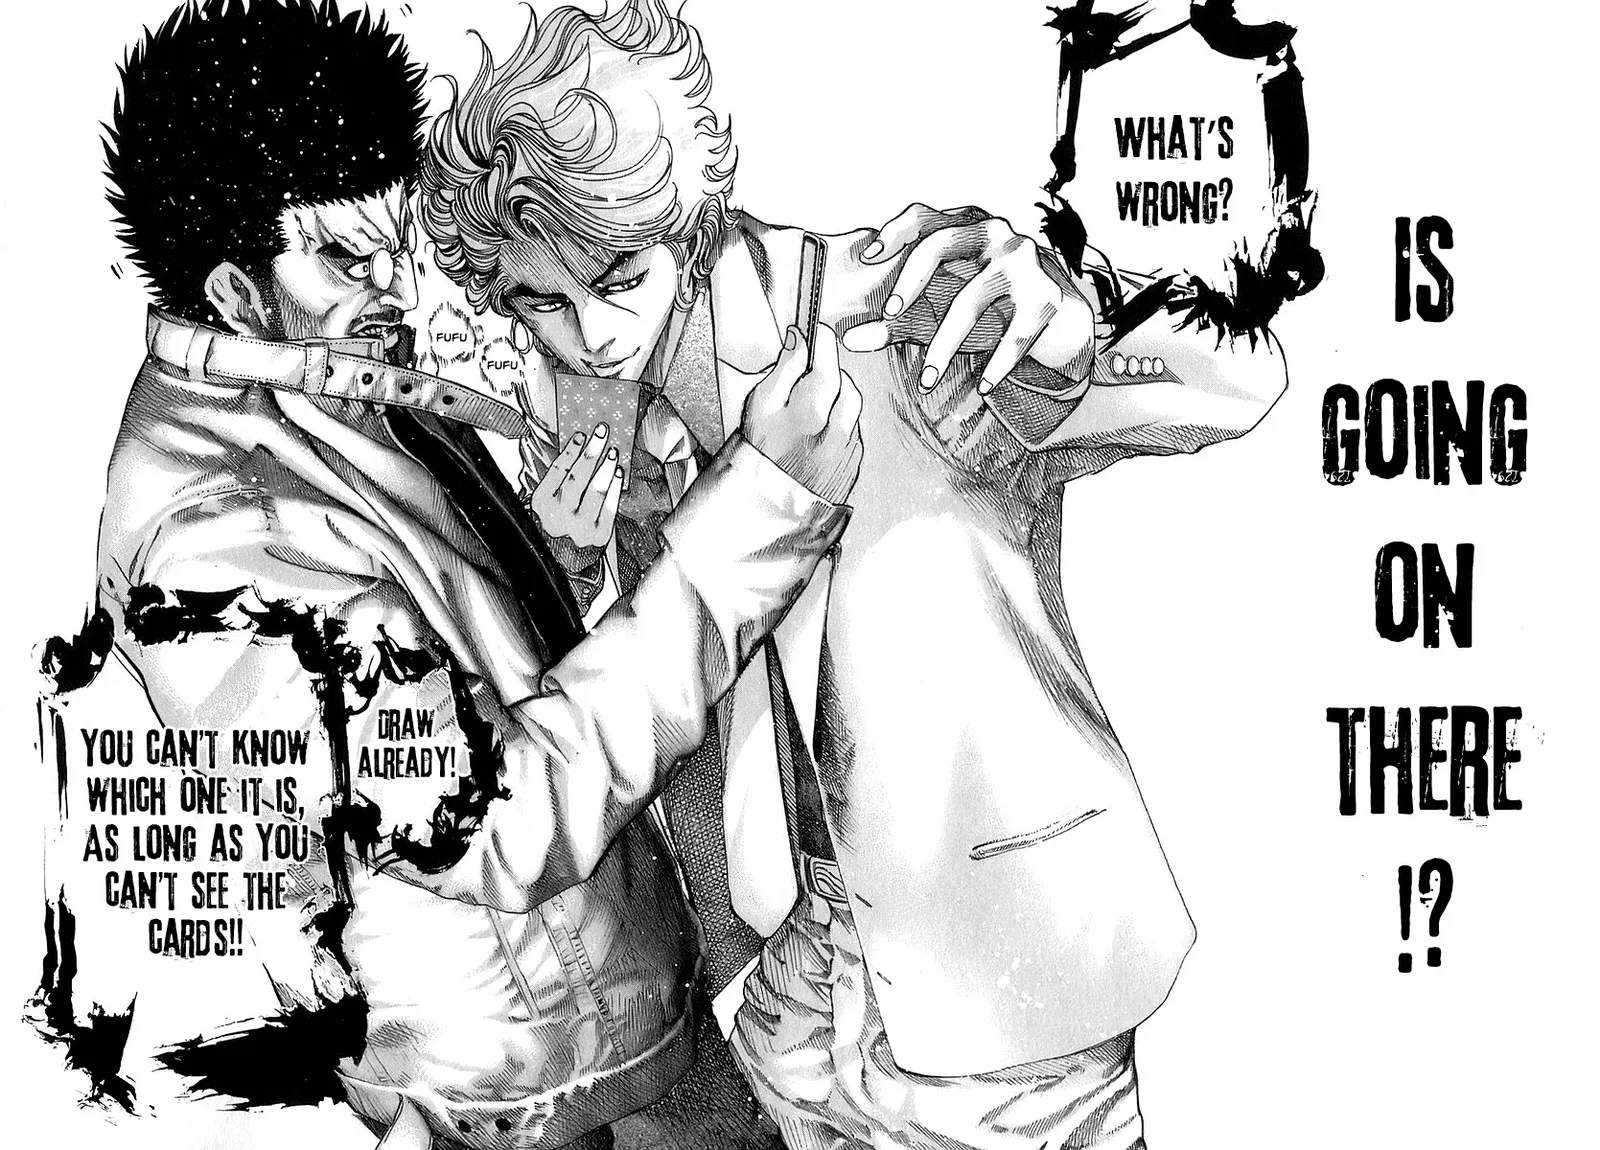 WHAT'S
WRONG?
IS
GOING
ON
THERE
!?
FUFU
FUFU
DRAW
ALREADY!
YOU CAN'T KNOW
WHICH ONE IT IS,
AS LONG AS YOU
CAN'T SEE THE
CARDS!!